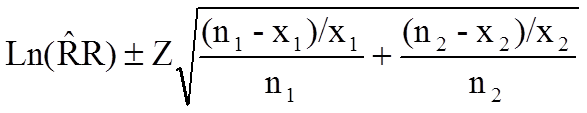 Ln(R̂R) ± Z√((n₁ - x₁)/x₁ / n₁ + (n₂ - x₂)/x₂ / n₂)